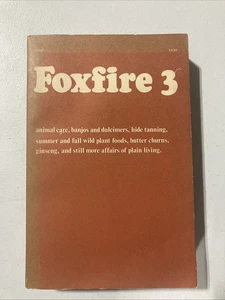 Foxfire 3
animal care, banjos and dulcimers, hide tanning,
summer and fall wild plant foods, butter churns,
ginseng, and still more affairs of plain living.